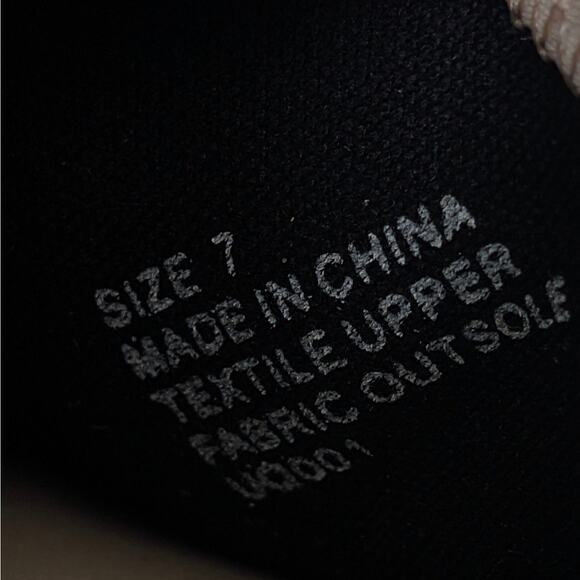 SIZE 7
MADE IN CHINA
TEXTILE UPPER
FABRIC OUTSOLE